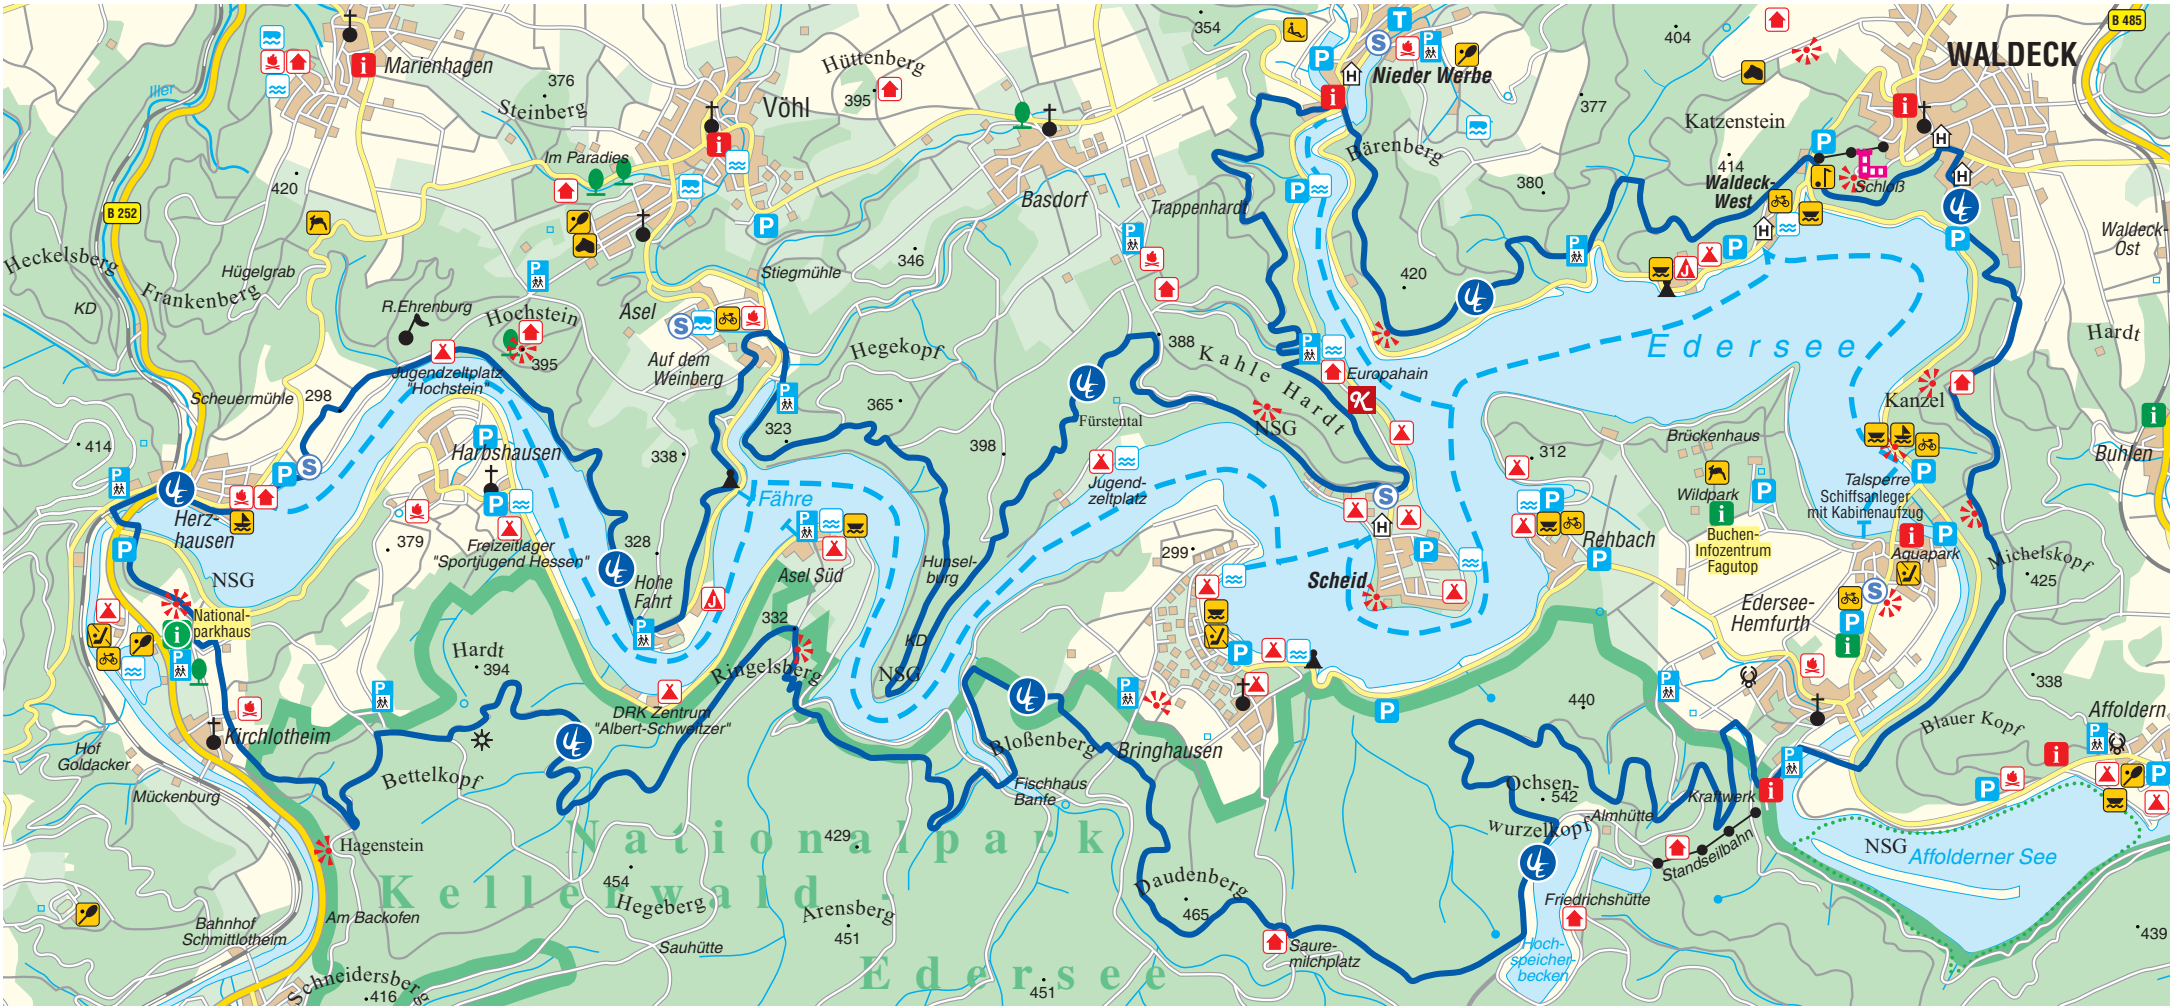 354
404
B 485
WALDECK
Marienhagen
Hüttenberg
395
376
Steinberg
Völh
Iller
Nieder Werbe
377
Katzenstein
414
Bärenberg
380
Waldeck-
West
Schloß
Im Paradies
420
B 252
Basdorf
Trappenhardt
Waldeck-
Ost
Heckelsberg
KD
Frankenberg
Hügelgrab
R.Ehrenburg
Hochstein
395
Asel
Stiegmühle
346
420
Edersee
Hardt
Auf dem
Weinberg
Hegekopf
388
Kahle Hardt
Europahain
Jugendzeltplatz
"Hochstein"
Scheuermühle
298
365
Fürstental
NSG
Kanzel
414
Harbshausen
323
338
398
312
Brückenhaus
Buhlen
Herz-
hausen
Fähre
Jugend-
zeltplatz
Wildpark
Talsperre
Schiffsanleger
mit Kabinenaufzug
379
Freizeitlager
"Sportjugend Hessen"
328
Hohe
Fahrt
Asel Süd
Hunsel-
burg
299
Scheid
Rehbach
Buchen-
Infozentrum
Fagutop
Aquapark
Michelskopf
425
NSG
National-
parkhaus
Edersee-
Hemfurth
332
KD
Hardt
394
Ringelsberg
NSG
338
DRK Zentrum
"Albert-Schweitzer"
440
Blauer Kopf
Affoldern
Kirchlotheim
Hof
Goldacker
Bettelkopf
Bloßenberg
Bringhausen
Fischhaus
Banfe
Mückenburg
Ochsen-
wurzelkopf
542
Almhütte
Kraftwerk
Standseilbahn
Hagenstein
Nationalpark
429
NSG
Affolderner See
Kellerwald -
454
Hegeberg
Daudenberg
465
Friedrichshütte
Am Backofen
Arensberg
451
Bahnhof
Schmittlotheim
Sauhütte
Saure-
milchplatz
Hoch-
speicher-
becken
439
Edersee
451
Schneidersberg
416